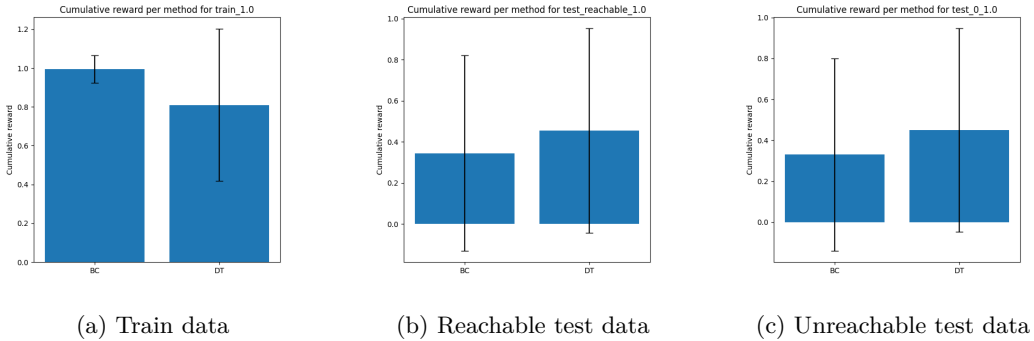 Cumulative reward per method for train_1.0
Cumulative reward
1.2
1.0
0.8
0.6
0.4
0.2
0.0
BC
DT
(a) Train data
Cumulative reward per method for test_reachable_1.0
Cumulative reward
1.0
0.8
0.6
0.4
0.2
0.0
BC
DT
(b) Reachable test data
Cumulative reward per method for test_0_1.0
Cumulative reward
1.0
0.8
0.6
0.4
0.2
0.0
BC
DT
(c) Unreachable test data